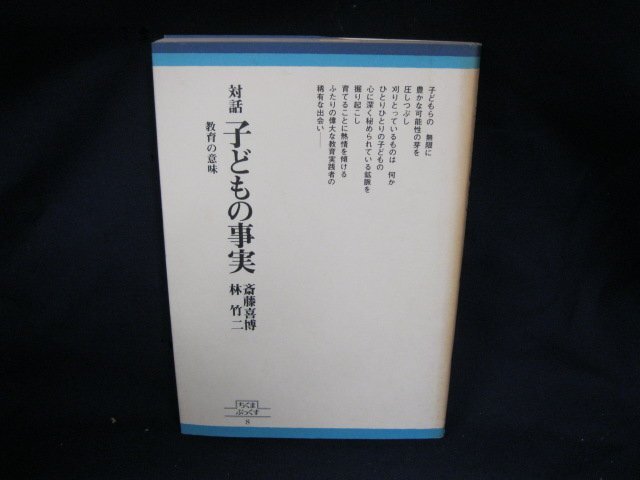 子どもらの　無限に
豊かな可能性の芽を
圧しつぶし
刈りとっているものは　何か
ひとりひとりの子どもの
心に深く秘められている鉱脈を
掘り起こし
育てることに熱情を傾ける
ふたりの偉大な教育実践者の
稀有な出会い——
対話
子どもの事実
教育の意味
斎藤喜博
林竹二
ちくま
ぶっくす
8